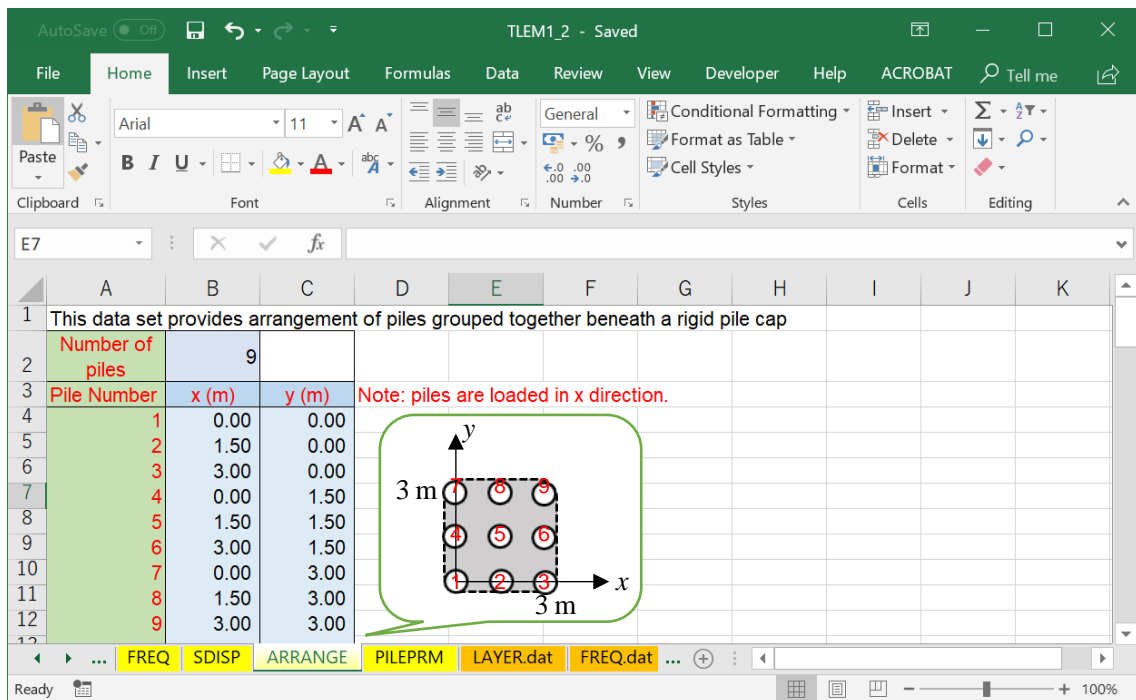 AutoSave Off TLEM1_2 - Saved
File Home Insert Page Layout Formulas Data Review View Developer Help ACROBAT Tell me
Paste
Arial 11 A A
B I U A abc A
ab
General
% ,
.0 .00
.00 .0
Conditional Formatting
Format as Table
Cell Styles
Insert
Delete
Format
Σ A Z
Clipboard Font Alignment Number Styles Cells Editing
E7 fx
A B C D E F G H I J K
1 This data set provides arrangement of piles grouped together beneath a rigid pile cap
2 Number of piles 9
3 Pile Number x (m) y (m) Note: piles are loaded in x direction.
4 1 0.00 0.00
5 2 1.50 0.00
6 3 3.00 0.00
7 4 0.00 1.50
8 5 1.50 1.50
9 6 3.00 1.50
10 7 0.00 3.00
11 8 1.50 3.00
12 9 3.00 3.00
y
3 m 7 8 9
4 5 6
1 2 3 x
3 m
... FREQ SDISP ARRANGE PILEPRM LAYER.dat FREQ.dat ...
Ready 100%